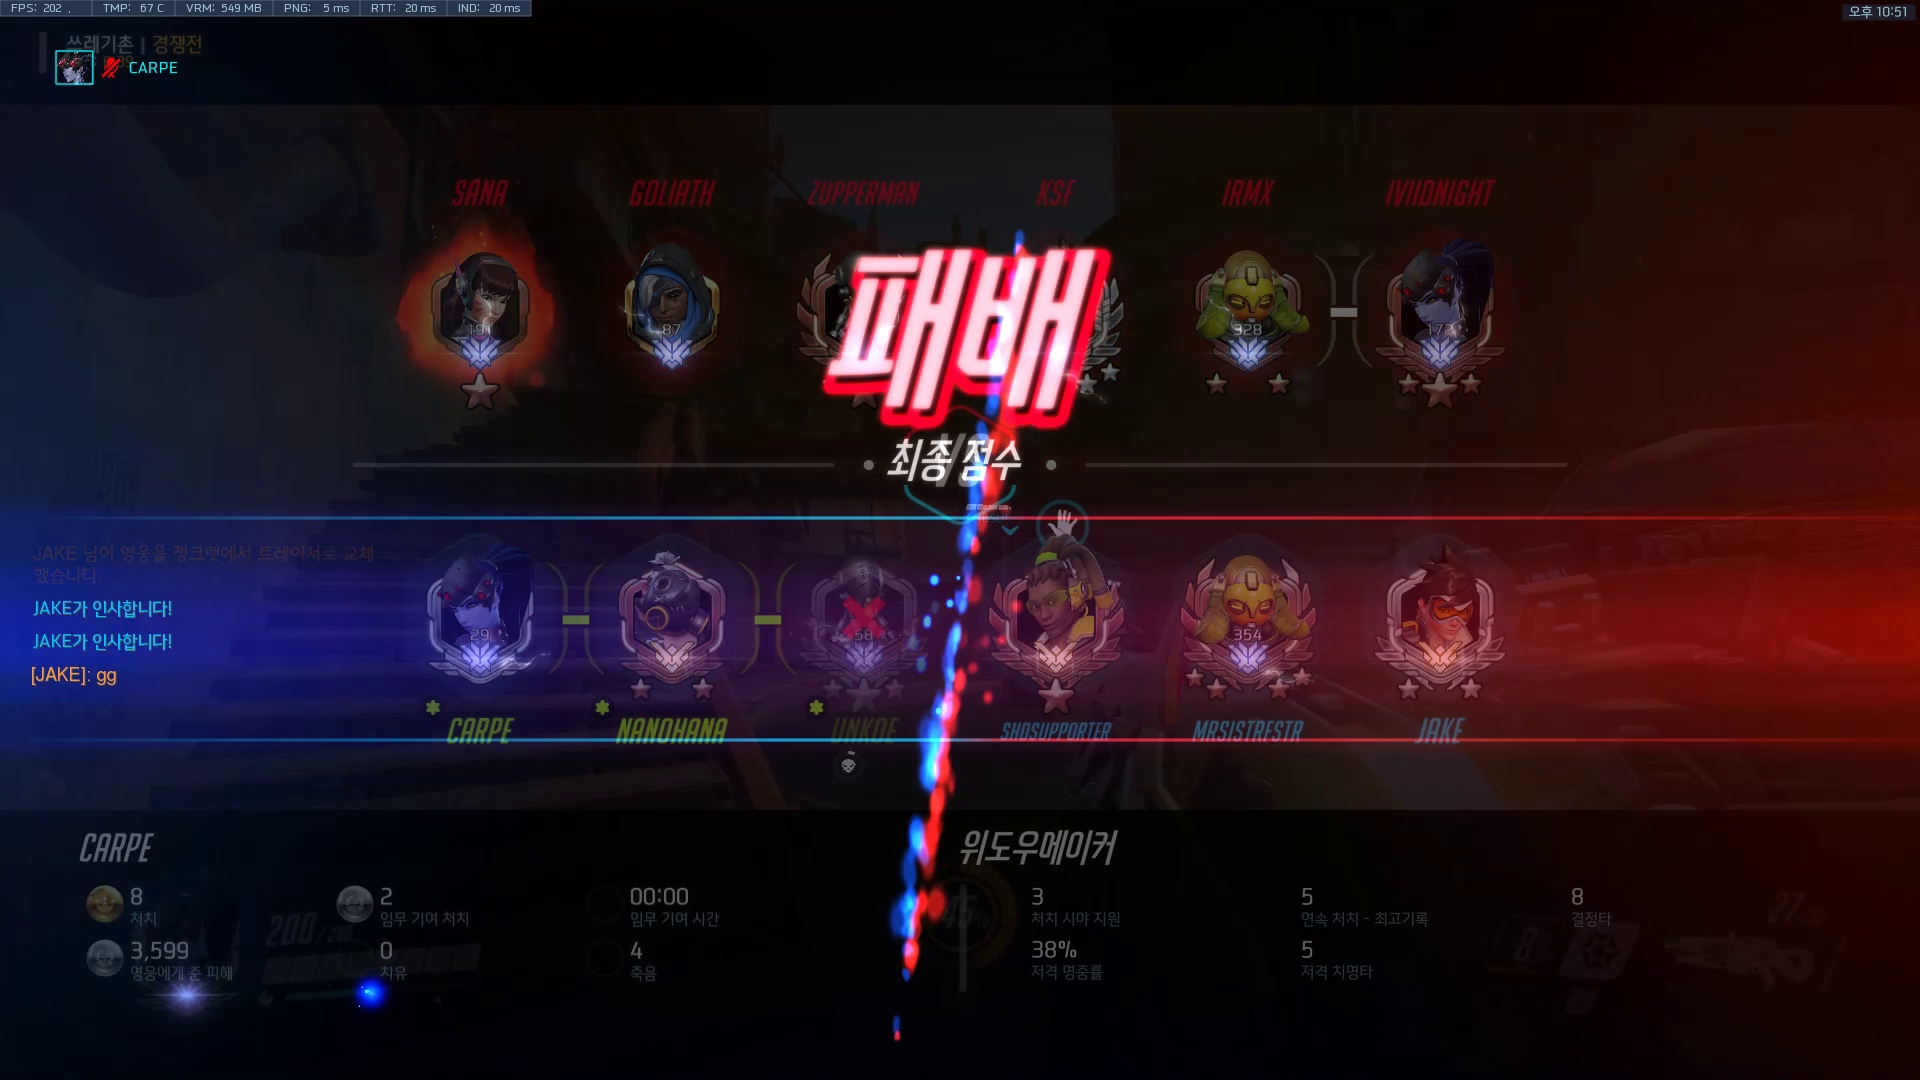 FPS: 202 . TMP: 67 C VRM: 549 MB PNG: 5 ms RTT: 20 ms IND: 20 ms
오후 10:51
쓰레기촌 | 경쟁전
CARPE
SANA GOLIATH ZUPPERMAN KSF IRMX IVIIDNIGHT
191 87 328 172
패배
최종 점수
JAKE 님이 영웅을 정크랫에서 트레이서로 교체
했습니다.
JAKE가 인사합니다!
JAKE가 인사합니다!
[JAKE]: gg
29 58 354
CARPE NANOHANA UNKOE SHDSUPPORTER MRSISTRFSTR JAKE
CARPE
8
처치
2
임무 기여 처치
00:00
임무 기여 시간
3,599
영웅에게 준 피해
0
치유
4
죽음
200/200
위도우메이커
45%
3
처치 시야 지원
5
연속 처치 - 최고기록
8
결정타
38%
저격 명중률
5
저격 치명타
8